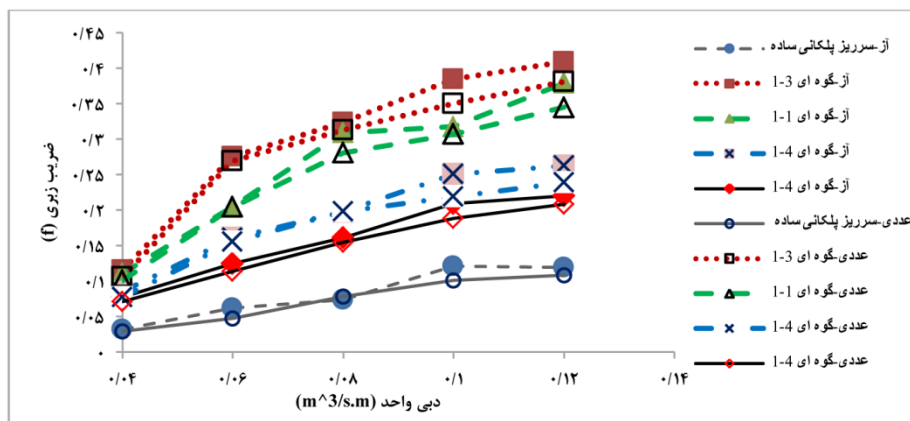 ۰/۴۵
۰/۴
۰/۳۵
۰/۳
۰/۲۵
۰/۲
۰/۱۵
۰/۱
۰/۰۵
۰
ضریب زبری (f)
۰/۰۴ ۰/۰۶ ۰/۰۸ ۰/۱ ۰/۱۲ ۰/۱۴
دبی واحد (m^3/s.m)
آز-سرریز پلکانی ساده
آز-گوه ای 3-1
آز-گوه ای 1-1
آز-گوه ای 4-1
آز-گوه ای 4-1
عددی-سرریز پلکانی ساده
عددی-گوه ای 3-1
عددی-گوه ای 1-1
عددی-گوه ای 4-1
عددی-گوه ای 4-1